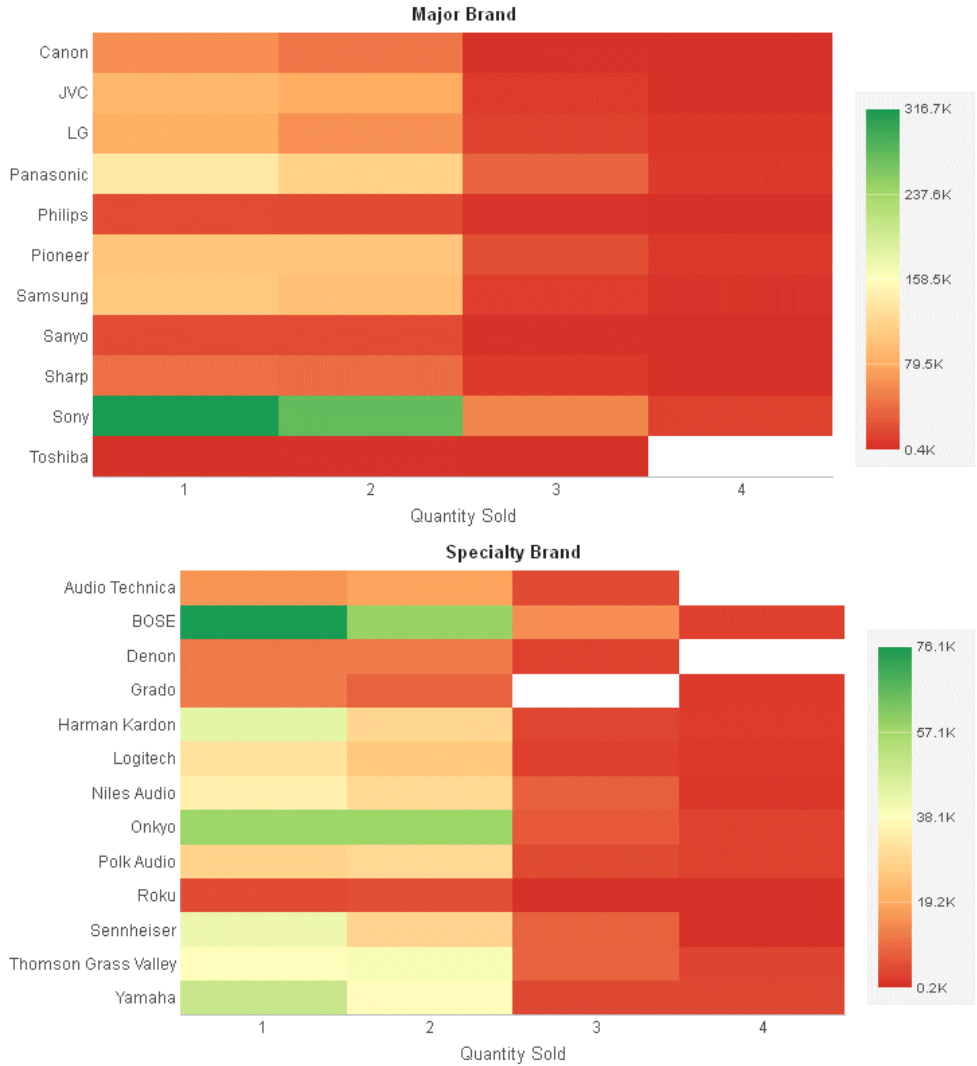 Major Brand
Canon
JVC
LG
Panasonic
Philips
Pioneer
Samsung
Sanyo
Sharp
Sony
Toshiba
1 2 3 4
Quantity Sold
316.7K
237.6K
158.5K
79.5K
0.4K
Specialty Brand
Audio Technica
BOSE
Denon
Grado
Harman Kardon
Logitech
Niles Audio
Onkyo
Polk Audio
Roku
Sennheiser
Thomson Grass Valley
Yamaha
1 2 3 4
Quantity Sold
76.1K
57.1K
38.1K
19.2K
0.2K